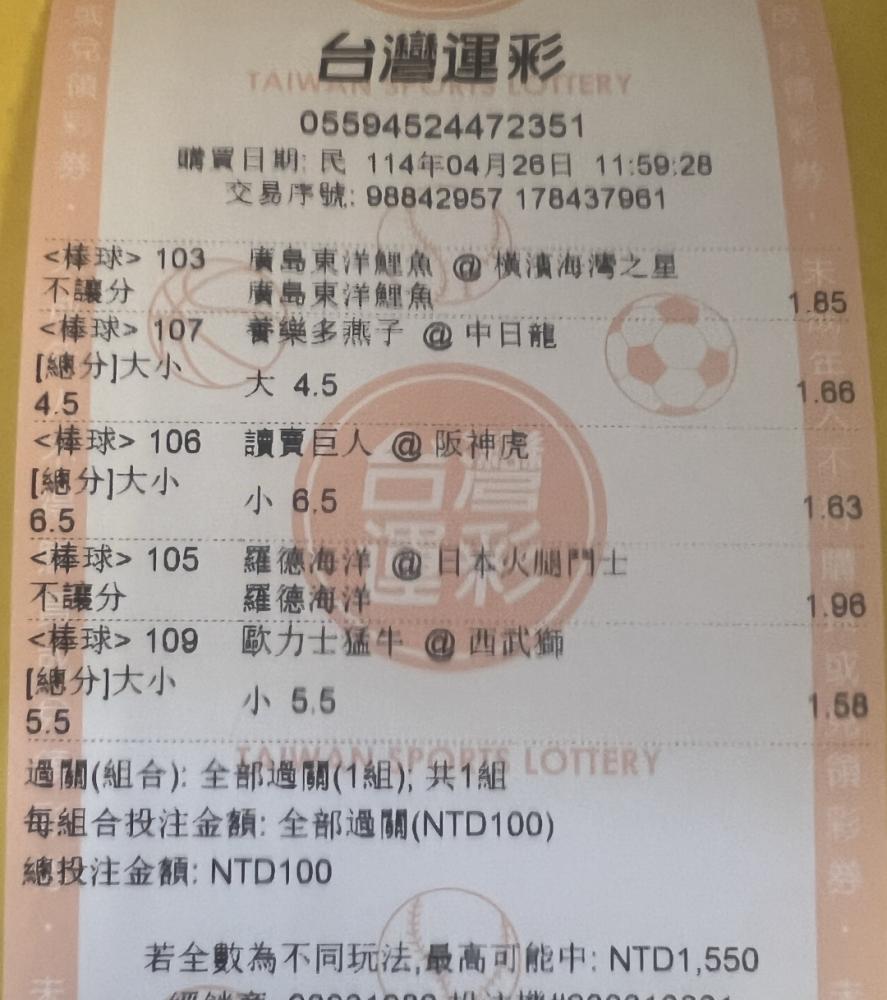 台灣運彩
TAIWAN SPORTS LOTTERY
05594524472351
購買日期: 民 114年04月26日 11:59:28
交易序號: 98842957 178437961
<棒球> 103 廣島東洋鯉魚 @ 橫濱海灣之星
不讓分 廣島東洋鯉魚 1.85
<棒球> 107 養樂多燕子 @ 中日龍
[總分]大小 大 4.5 1.66
4.5
<棒球> 106 讀賣巨人 @ 阪神虎
[總分]大小 小 6.5 1.63
6.5
<棒球> 105 羅德海洋 @ 日本火腿鬥士
不讓分 羅德海洋 1.96
<棒球> 109 歐力士猛牛 @ 西武獅
[總分]大小 小 5.5 1.58
5.5
台灣運彩
TAIWAN SPORTS LOTTERY
過關(組合): 全部過關(1組); 共1組
每組合投注金額: 全部過關(NTD100)
總投注金額: NTD100
若全數為不同玩法,最高可能中: NTD1,550